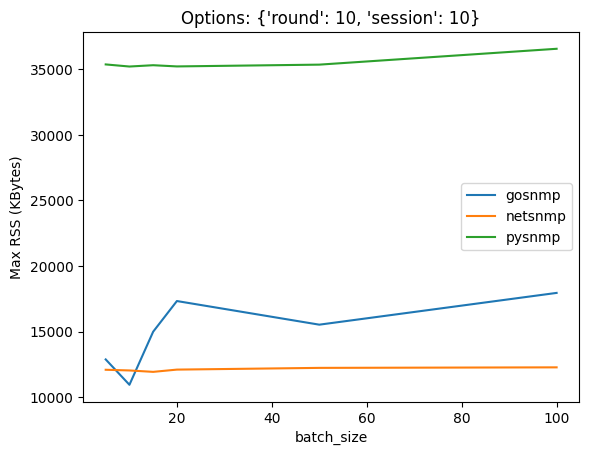 Options: {'round': 10, 'session': 10}
Max RSS (KBytes)
35000
30000
25000
20000
15000
10000
gosnmp
netsnmp
pysnmp
20
40
60
80
100
batch_size